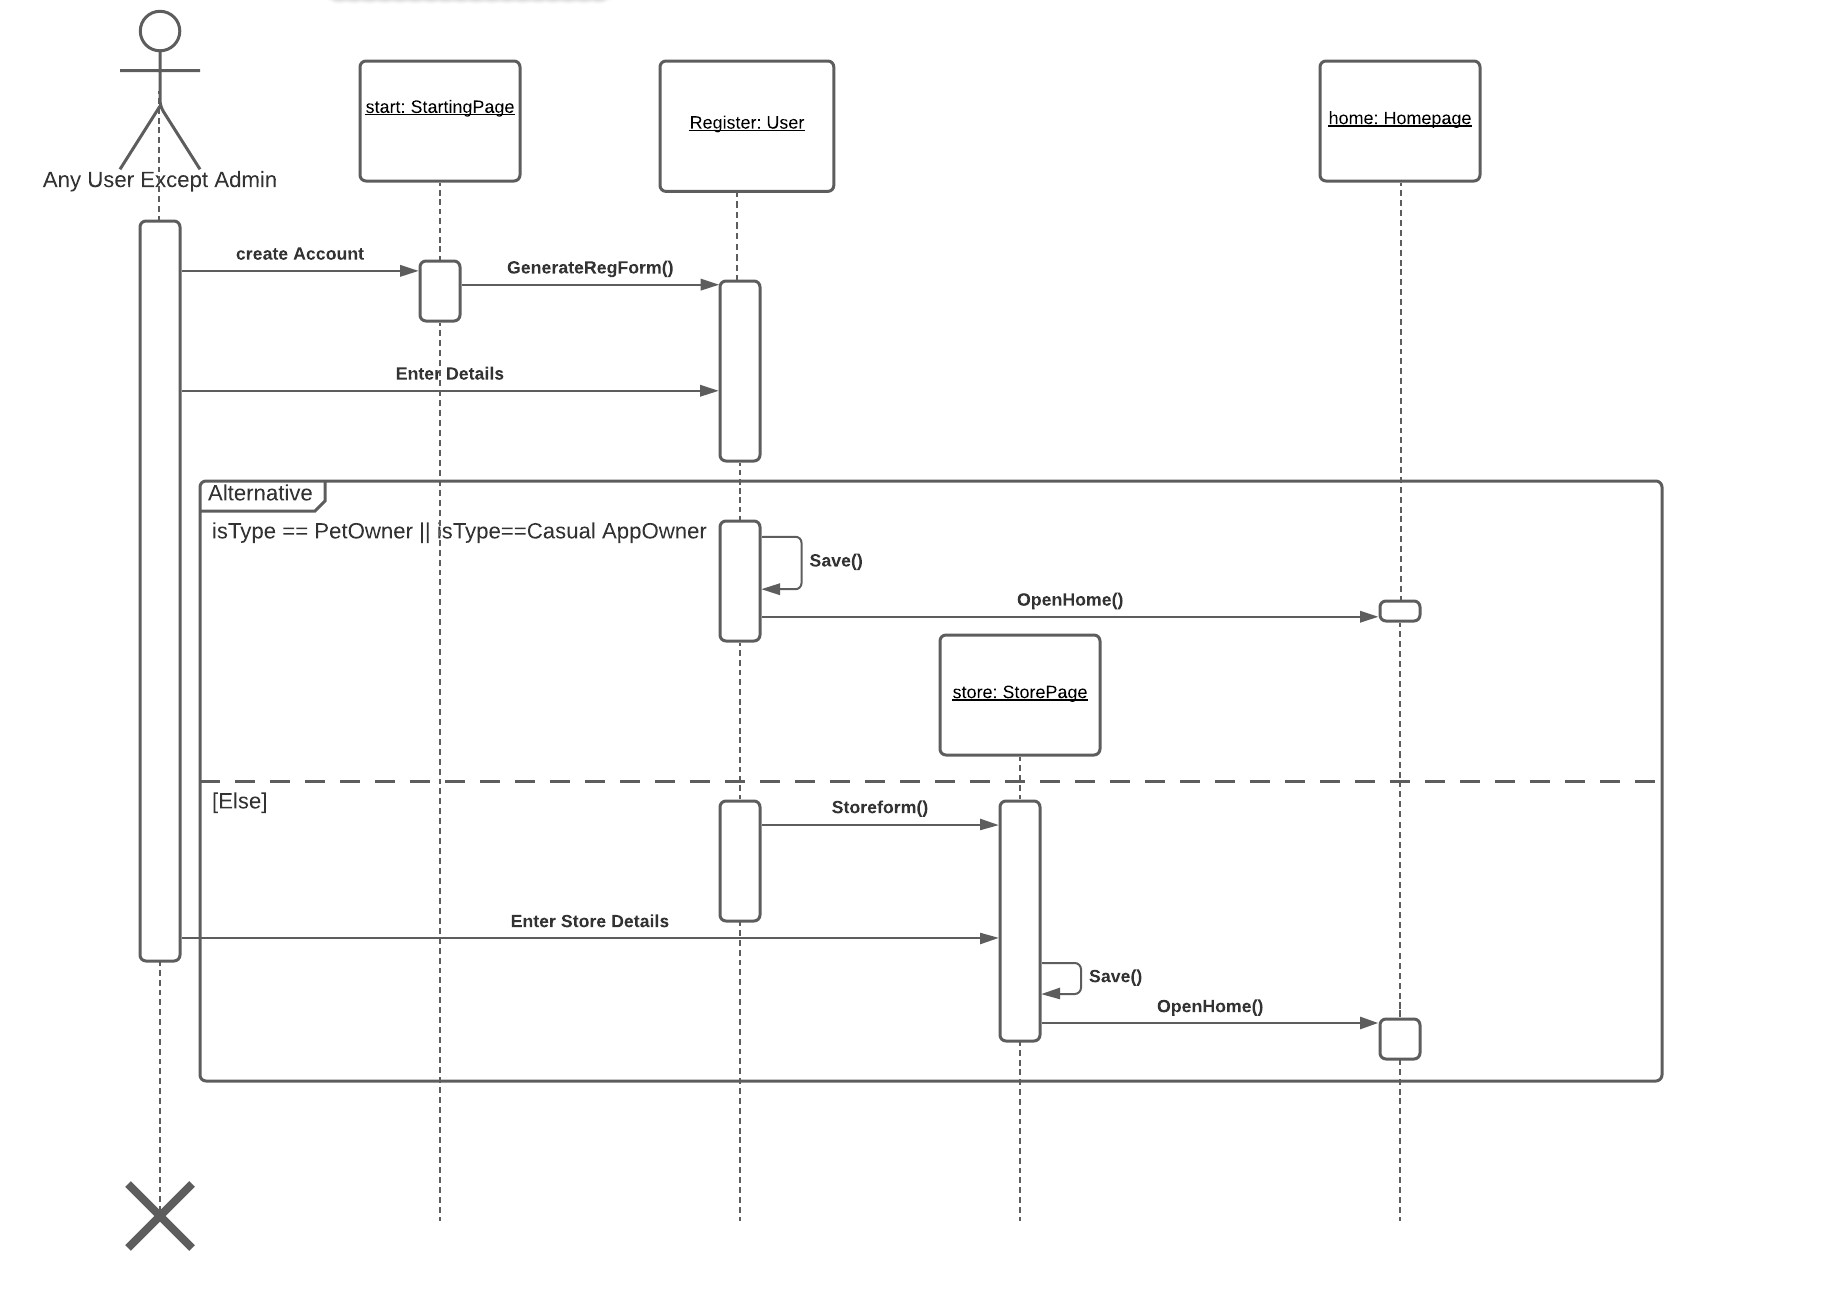 start: StartingPage
Register: User
home: Homepage
Any User Except Admin
create Account
GenerateRegForm()
Enter Details
Alternative
isType == PetOwner || isType==Casual AppOwner
Save()
OpenHome()
store: StorePage
[Else]
Storeform()
Enter Store Details
Save()
OpenHome()